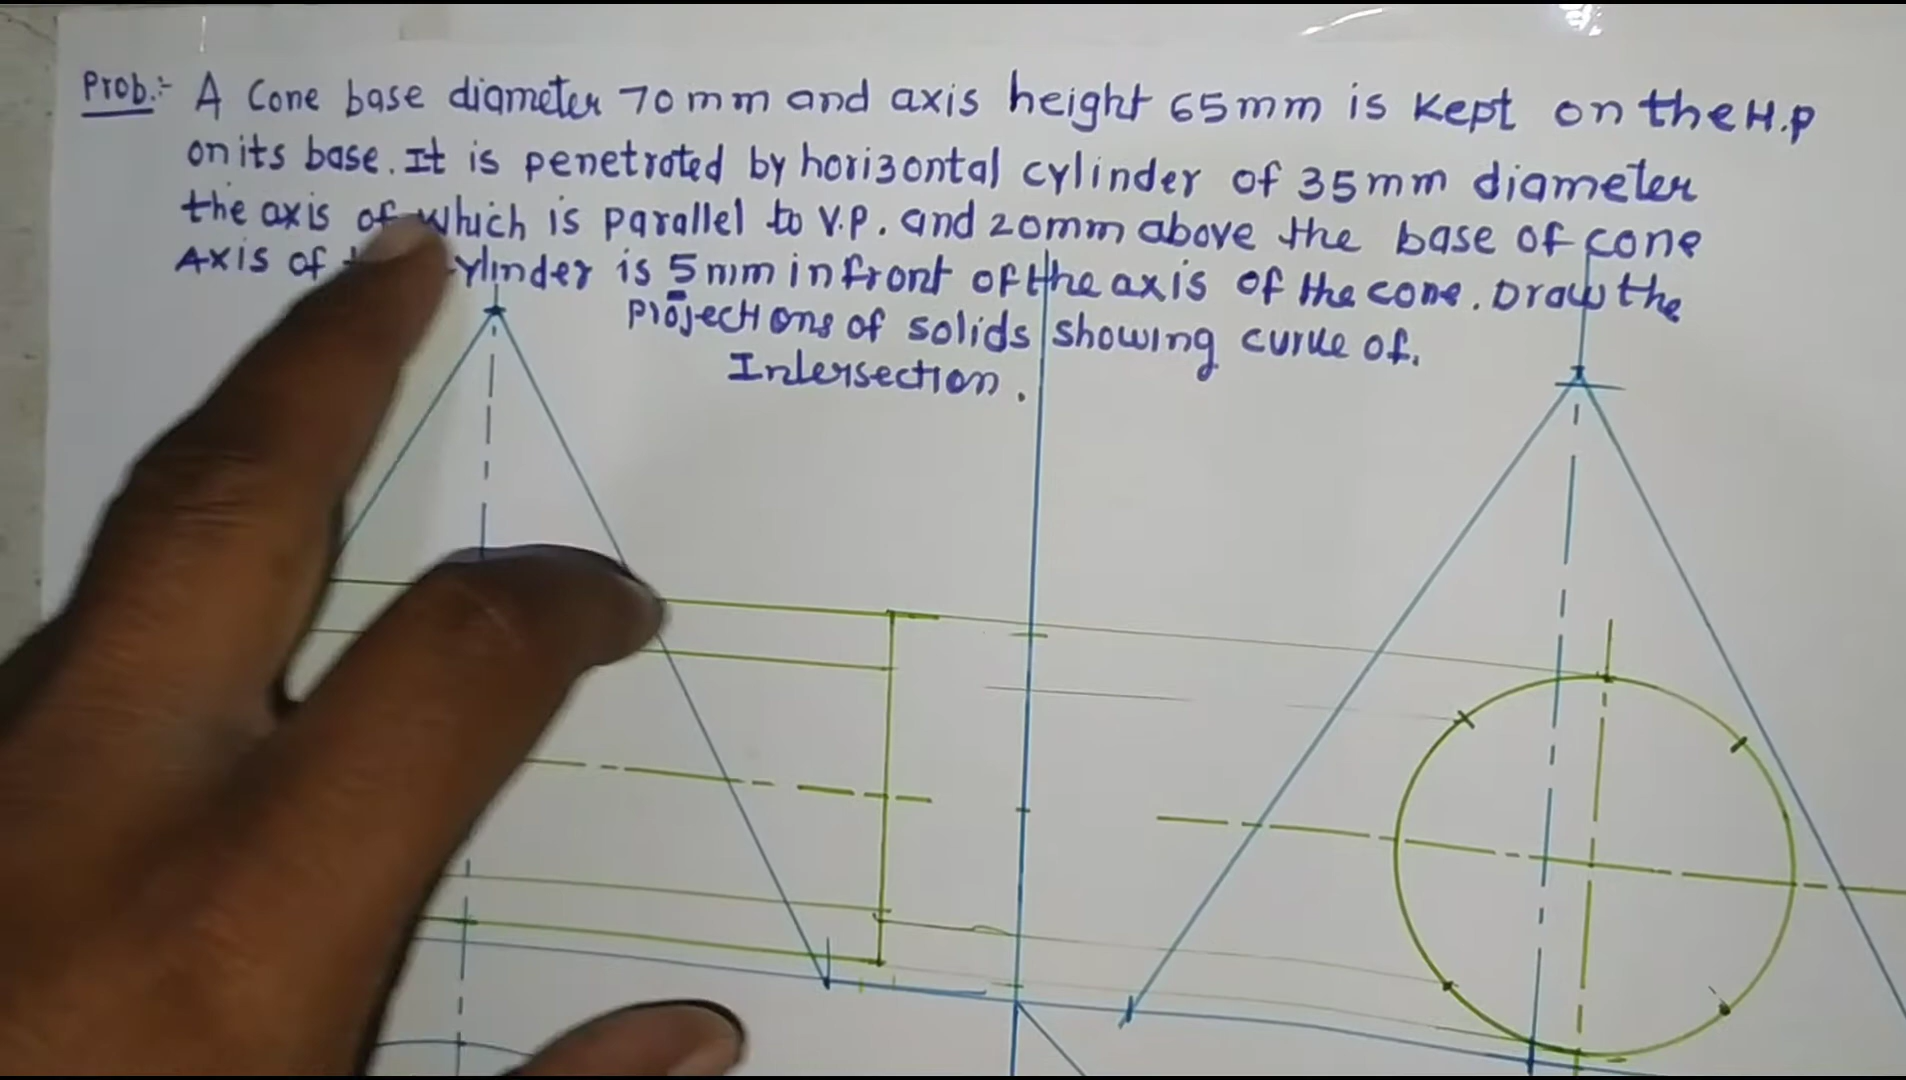 Prob:- A Cone base diameter 70mm and axis height 65mm is kept on the H.P
on its base. It is penetrated by horizontal cylinder of 35mm diameter
the axis of which is parallel to V.P. and 20mm above the base of cone
Axis of cylinder is 5mm in front of the axis of the cone. Draw the
Projections of solids showing curve of.
Intersection.